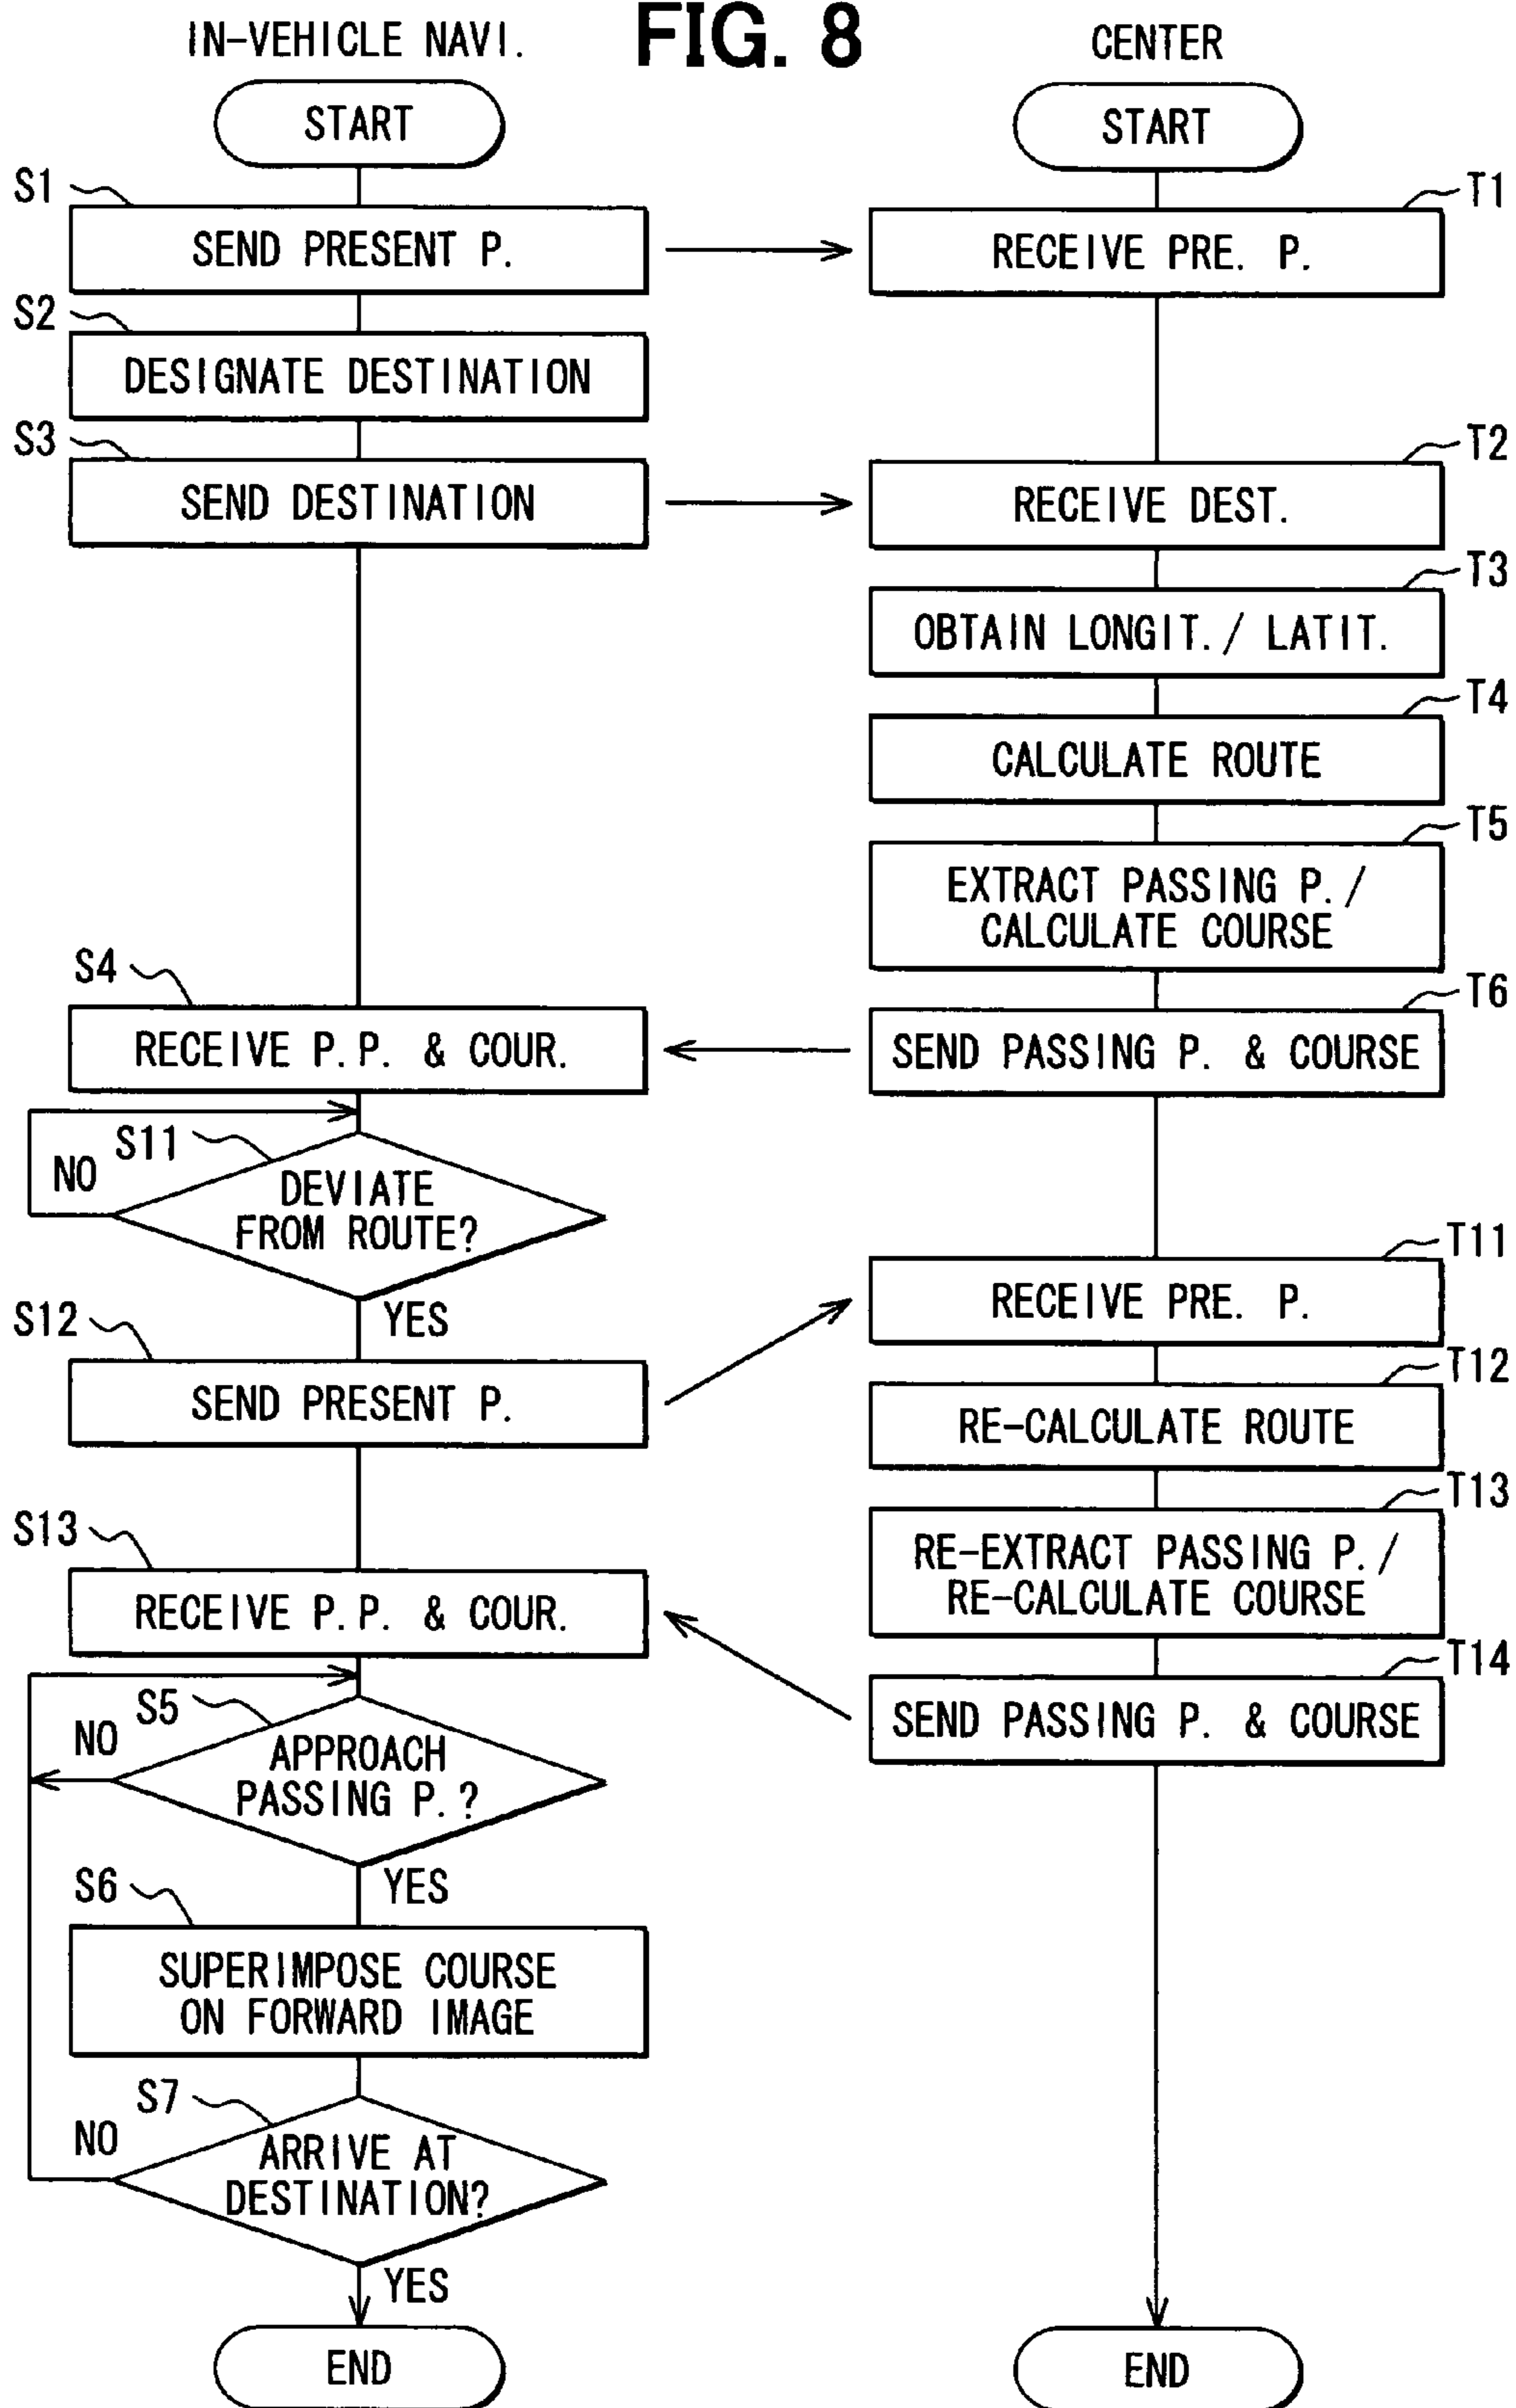 FIG. 8
IN-VEHICLE NAVI.
START
S1
SEND PRESENT P.
S2
DESIGNATE DESTINATION
S3
SEND DESTINATION
S4
RECEIVE P.P. & COUR.
S11
NO
DEVIATE
FROM ROUTE?
YES
S12
SEND PRESENT P.
S13
RECEIVE P.P. & COUR.
S5
NO
APPROACH
PASSING P.?
YES
S6
SUPERIMPOSE COURSE
ON FORWARD IMAGE
S7
NO
ARRIVE AT
DESTINATION?
YES
END
CENTER
START
T1
RECEIVE PRE. P.
T2
RECEIVE DEST.
T3
OBTAIN LONGIT./ LATIT.
T4
CALCULATE ROUTE
T5
EXTRACT PASSING P./
CALCULATE COURSE
T6
SEND PASSING P. & COURSE
T11
RECEIVE PRE. P.
T12
RE-CALCULATE ROUTE
T13
RE-EXTRACT PASSING P./
RE-CALCULATE COURSE
T14
SEND PASSING P. & COURSE
END